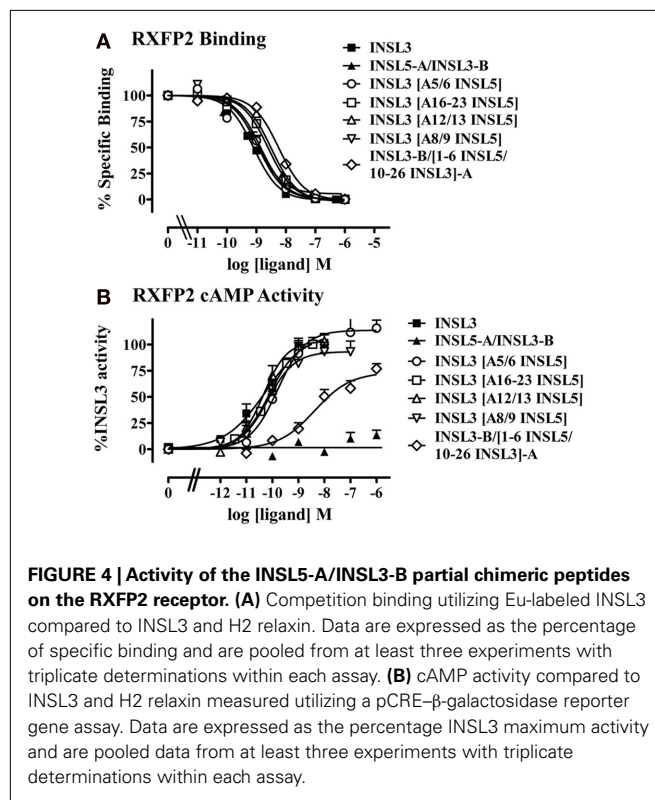 A RXFP2 Binding
% Specific Binding
100
75
50
25
0
0 -11 -10 -9 -8 -7 -6 -5
log [ligand] M
INSL3
INSL5-A/INSL3-B
INSL3 [A5/6 INSL5]
INSL3 [A16-23 INSL5]
INSL3 [A12/13 INSL5]
INSL3 [A8/9 INSL5]
INSL3-B/[1-6 INSL5/
10-26 INSL3]-A
B RXFP2 cAMP Activity
%INSL3 activity
100
75
50
25
0
0 -12 -11 -10 -9 -8 -7 -6
log [ligand] M
INSL3
INSL5-A/INSL3-B
INSL3 [A5/6 INSL5]
INSL3 [A16-23 INSL5]
INSL3 [A12/13 INSL5]
INSL3 [A8/9 INSL5]
INSL3-B/[1-6 INSL5/
10-26 INSL3]-A
FIGURE 4 | Activity of the INSL5-A/INSL3-B partial chimeric peptides
on the RXFP2 receptor. (A) Competition binding utilizing Eu-labeled INSL3
compared to INSL3 and H2 relaxin. Data are expressed as the percentage
of specific binding and are pooled from at least three experiments with
triplicate determinations within each assay. (B) cAMP activity compared to
INSL3 and H2 relaxin measured utilizing a pCRE–β-galactosidase reporter
gene assay. Data are expressed as the percentage INSL3 maximum activity
and are pooled data from at least three experiments with triplicate
determinations within each assay.